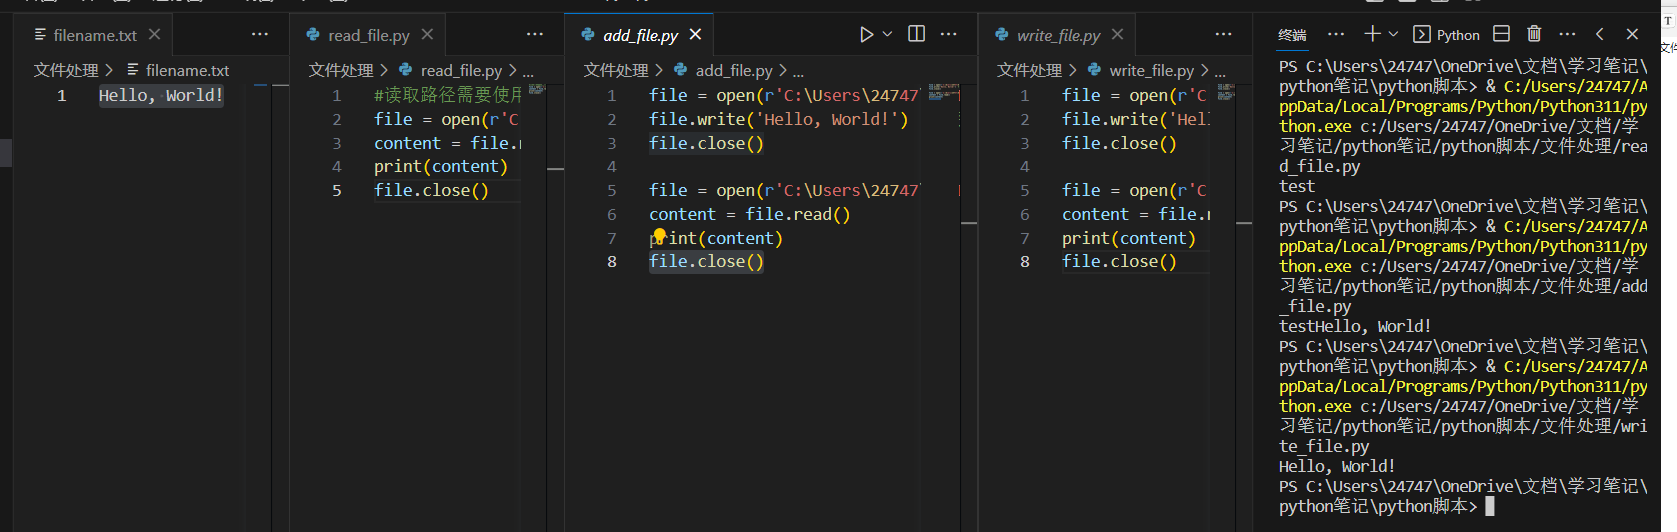 filename.txt
文件处理 > filename.txt
1 Hello, World!
read_file.py
文件处理 > read_file.py > ...
1 #读取路径需要使用
2 file = open(r'C
3 content = file.r
4 print(content)
5 file.close()
add_file.py
文件处理 > add_file.py > ...
1 file = open(r'C:\Users\24747\
2 file.write('Hello, World!')
3 file.close()
4
5 file = open(r'C:\Users\24747\
6 content = file.read()
7 print(content)
8 file.close()
write_file.py
文件处理 > write_file.py > ...
1 file = open(r'C
2 file.write('Hell
3 file.close()
4
5 file = open(r'C
6 content = file.r
7 print(content)
8 file.close()
终端 Python
PS C:\Users\24747\OneDrive\文档\学习笔记\
python笔记\python脚本> & C:/Users/24747/A
ppData/Local/Programs/Python/Python311/py
thon.exe c:/Users/24747/OneDrive/文档/学
习笔记/python笔记/python脚本/文件处理/rea
d_file.py
test
PS C:\Users\24747\OneDrive\文档\学习笔记\
python笔记\python脚本> & C:/Users/24747/A
ppData/Local/Programs/Python/Python311/py
thon.exe c:/Users/24747/OneDrive/文档/学
习笔记/python笔记/python脚本/文件处理/add
_file.py
testHello, World!
PS C:\Users\24747\OneDrive\文档\学习笔记\
python笔记\python脚本> & C:/Users/24747/A
ppData/Local/Programs/Python/Python311/py
thon.exe c:/Users/24747/OneDrive/文档/学
习笔记/python笔记/python脚本/文件处理/wri
te_file.py
Hello, World!
PS C:\Users\24747\OneDrive\文档\学习笔记\
python笔记\python脚本>